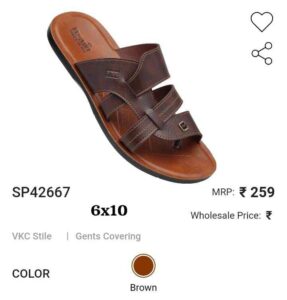 SP42667
MRP: ₹ 259
6x10
Wholesale Price: ₹
VKC Stile | Gents Covering
COLOR
Brown